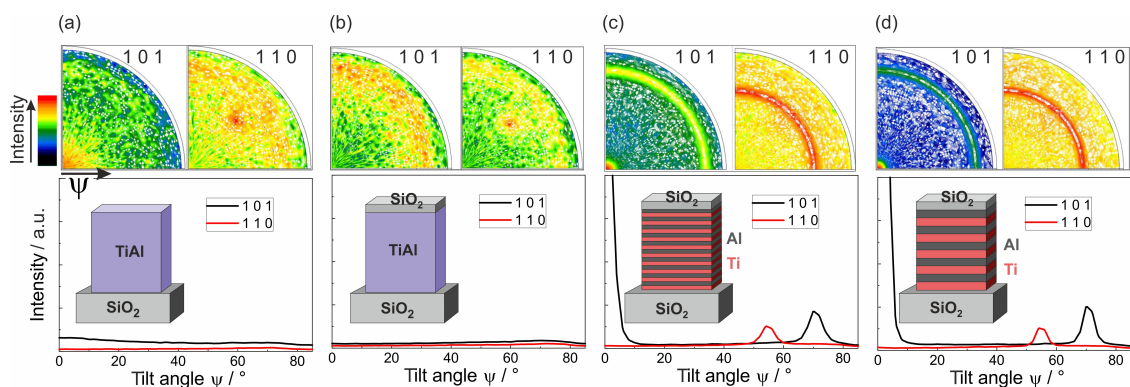 (a)
(b)
(c)
(d)
1 0 1
1 1 0
1 0 1
1 1 0
1 0 1
1 1 0
1 0 1
1 1 0
Intensity
ψ
Intensity / a.u.
1 0 1
1 1 0
TiAl
SiO2
0 20 40 60 80
Tilt angle ψ / °
1 0 1
1 1 0
SiO2
TiAl
SiO2
0 20 40 60 80
Tilt angle ψ / °
1 0 1
1 1 0
SiO2
Al
Ti
SiO2
0 20 40 60 80
Tilt angle ψ / °
1 0 1
1 1 0
SiO2
Al
Ti
SiO2
0 20 40 60 80
Tilt angle ψ / °